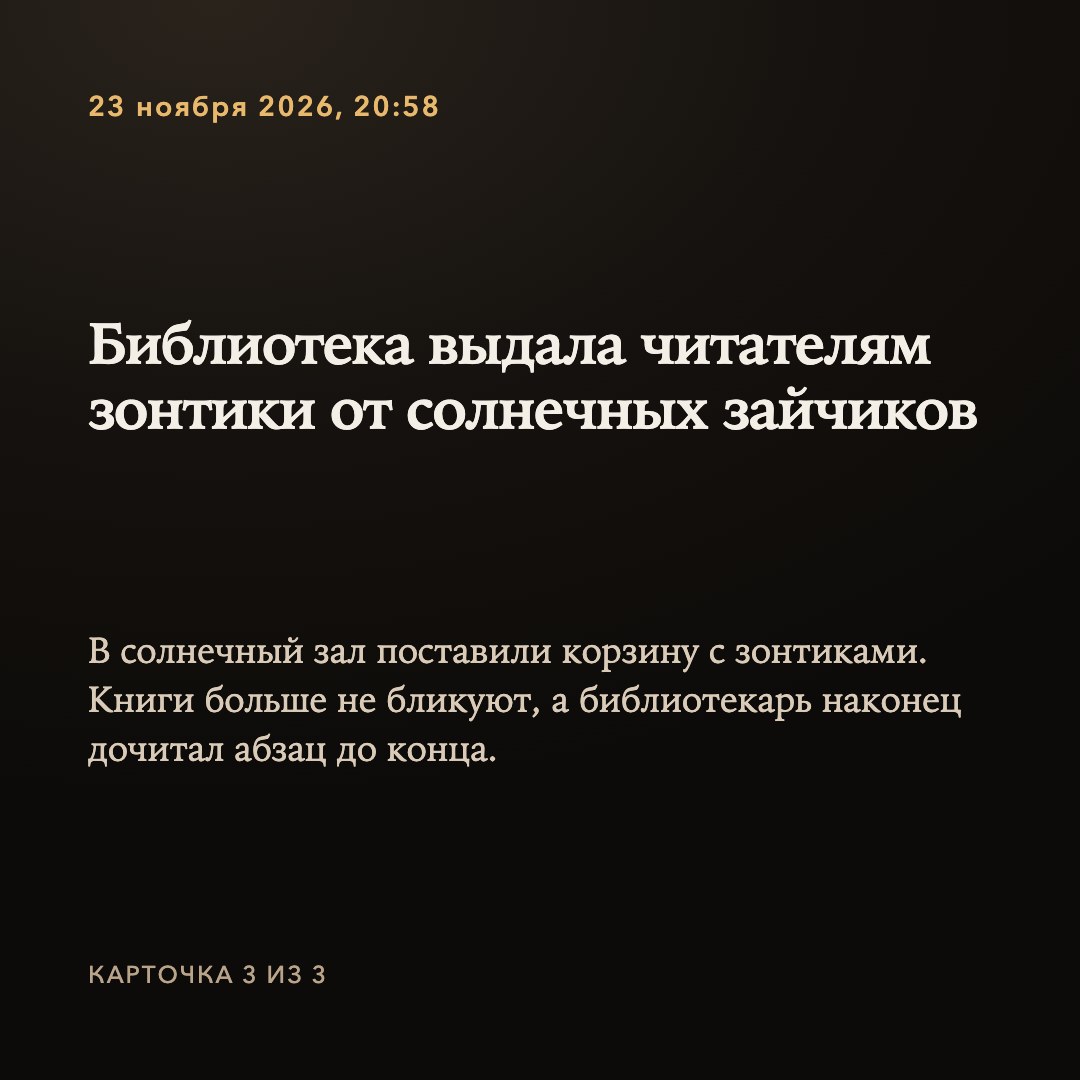 23 ноября 2026, 20:58
Библиотека выдала читателям
зонтики от солнечных зайчиков
В солнечный зал поставили корзину с зонтиками.
Книги больше не бликуют, а библиотекарь наконец
дочитал абзац до конца.
КАРТОЧКА 3 ИЗ 3